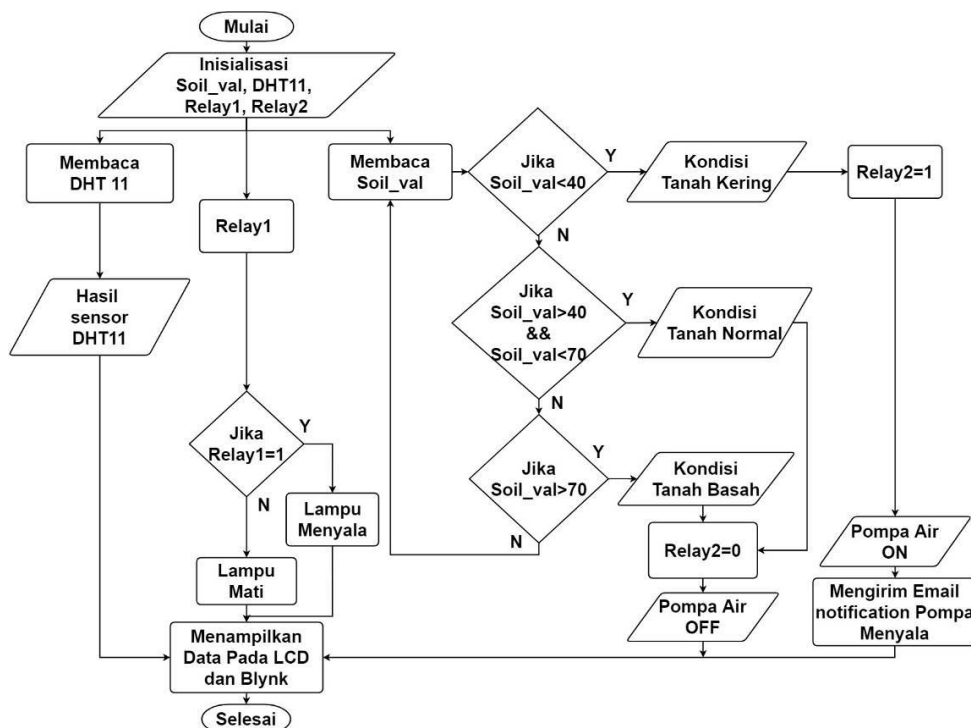 Mulai
Inisialisasi
Soil_val, DHT11,
Relay1, Relay2
Membaca
DHT 11
Hasil
sensor
DHT11
Relay1
Jika
Relay1=1
Y
N
Lampu
Menyala
Lampu
Mati
Membaca
Soil_val
Jika
Soil_val<40
Y
N
Kondisi
Tanah Kering
Relay2=1
Jika
Soil_val>40
&&
Soil_val<70
Y
N
Kondisi
Tanah Normal
Jika
Soil_val>70
Y
N
Kondisi
Tanah Basah
Relay2=0
Pompa Air
OFF
Pompa Air
ON
Mengirim Email
notification Pompa
Menyala
Menampilkan
Data Pada LCD
dan Blynk
Selesai